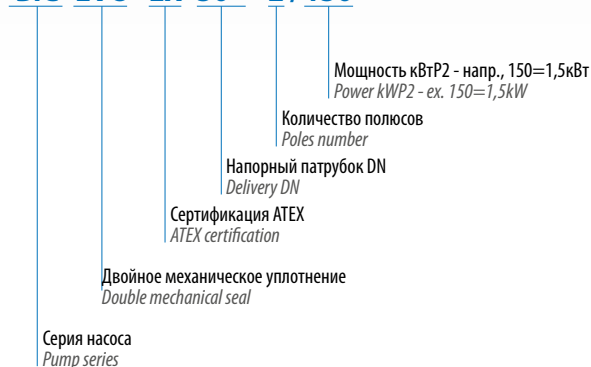 Мощность кВтP2 - напр., 150=1,5кВт
Power kWP2 - ex. 150=1,5kW
Количество полюсов
Poles number
Напорный патрубок DN
Delivery DN
Сертификация ATEX
ATEX certification
Двойное механическое уплотнение
Double mechanical seal
Серия насоса
Pump series